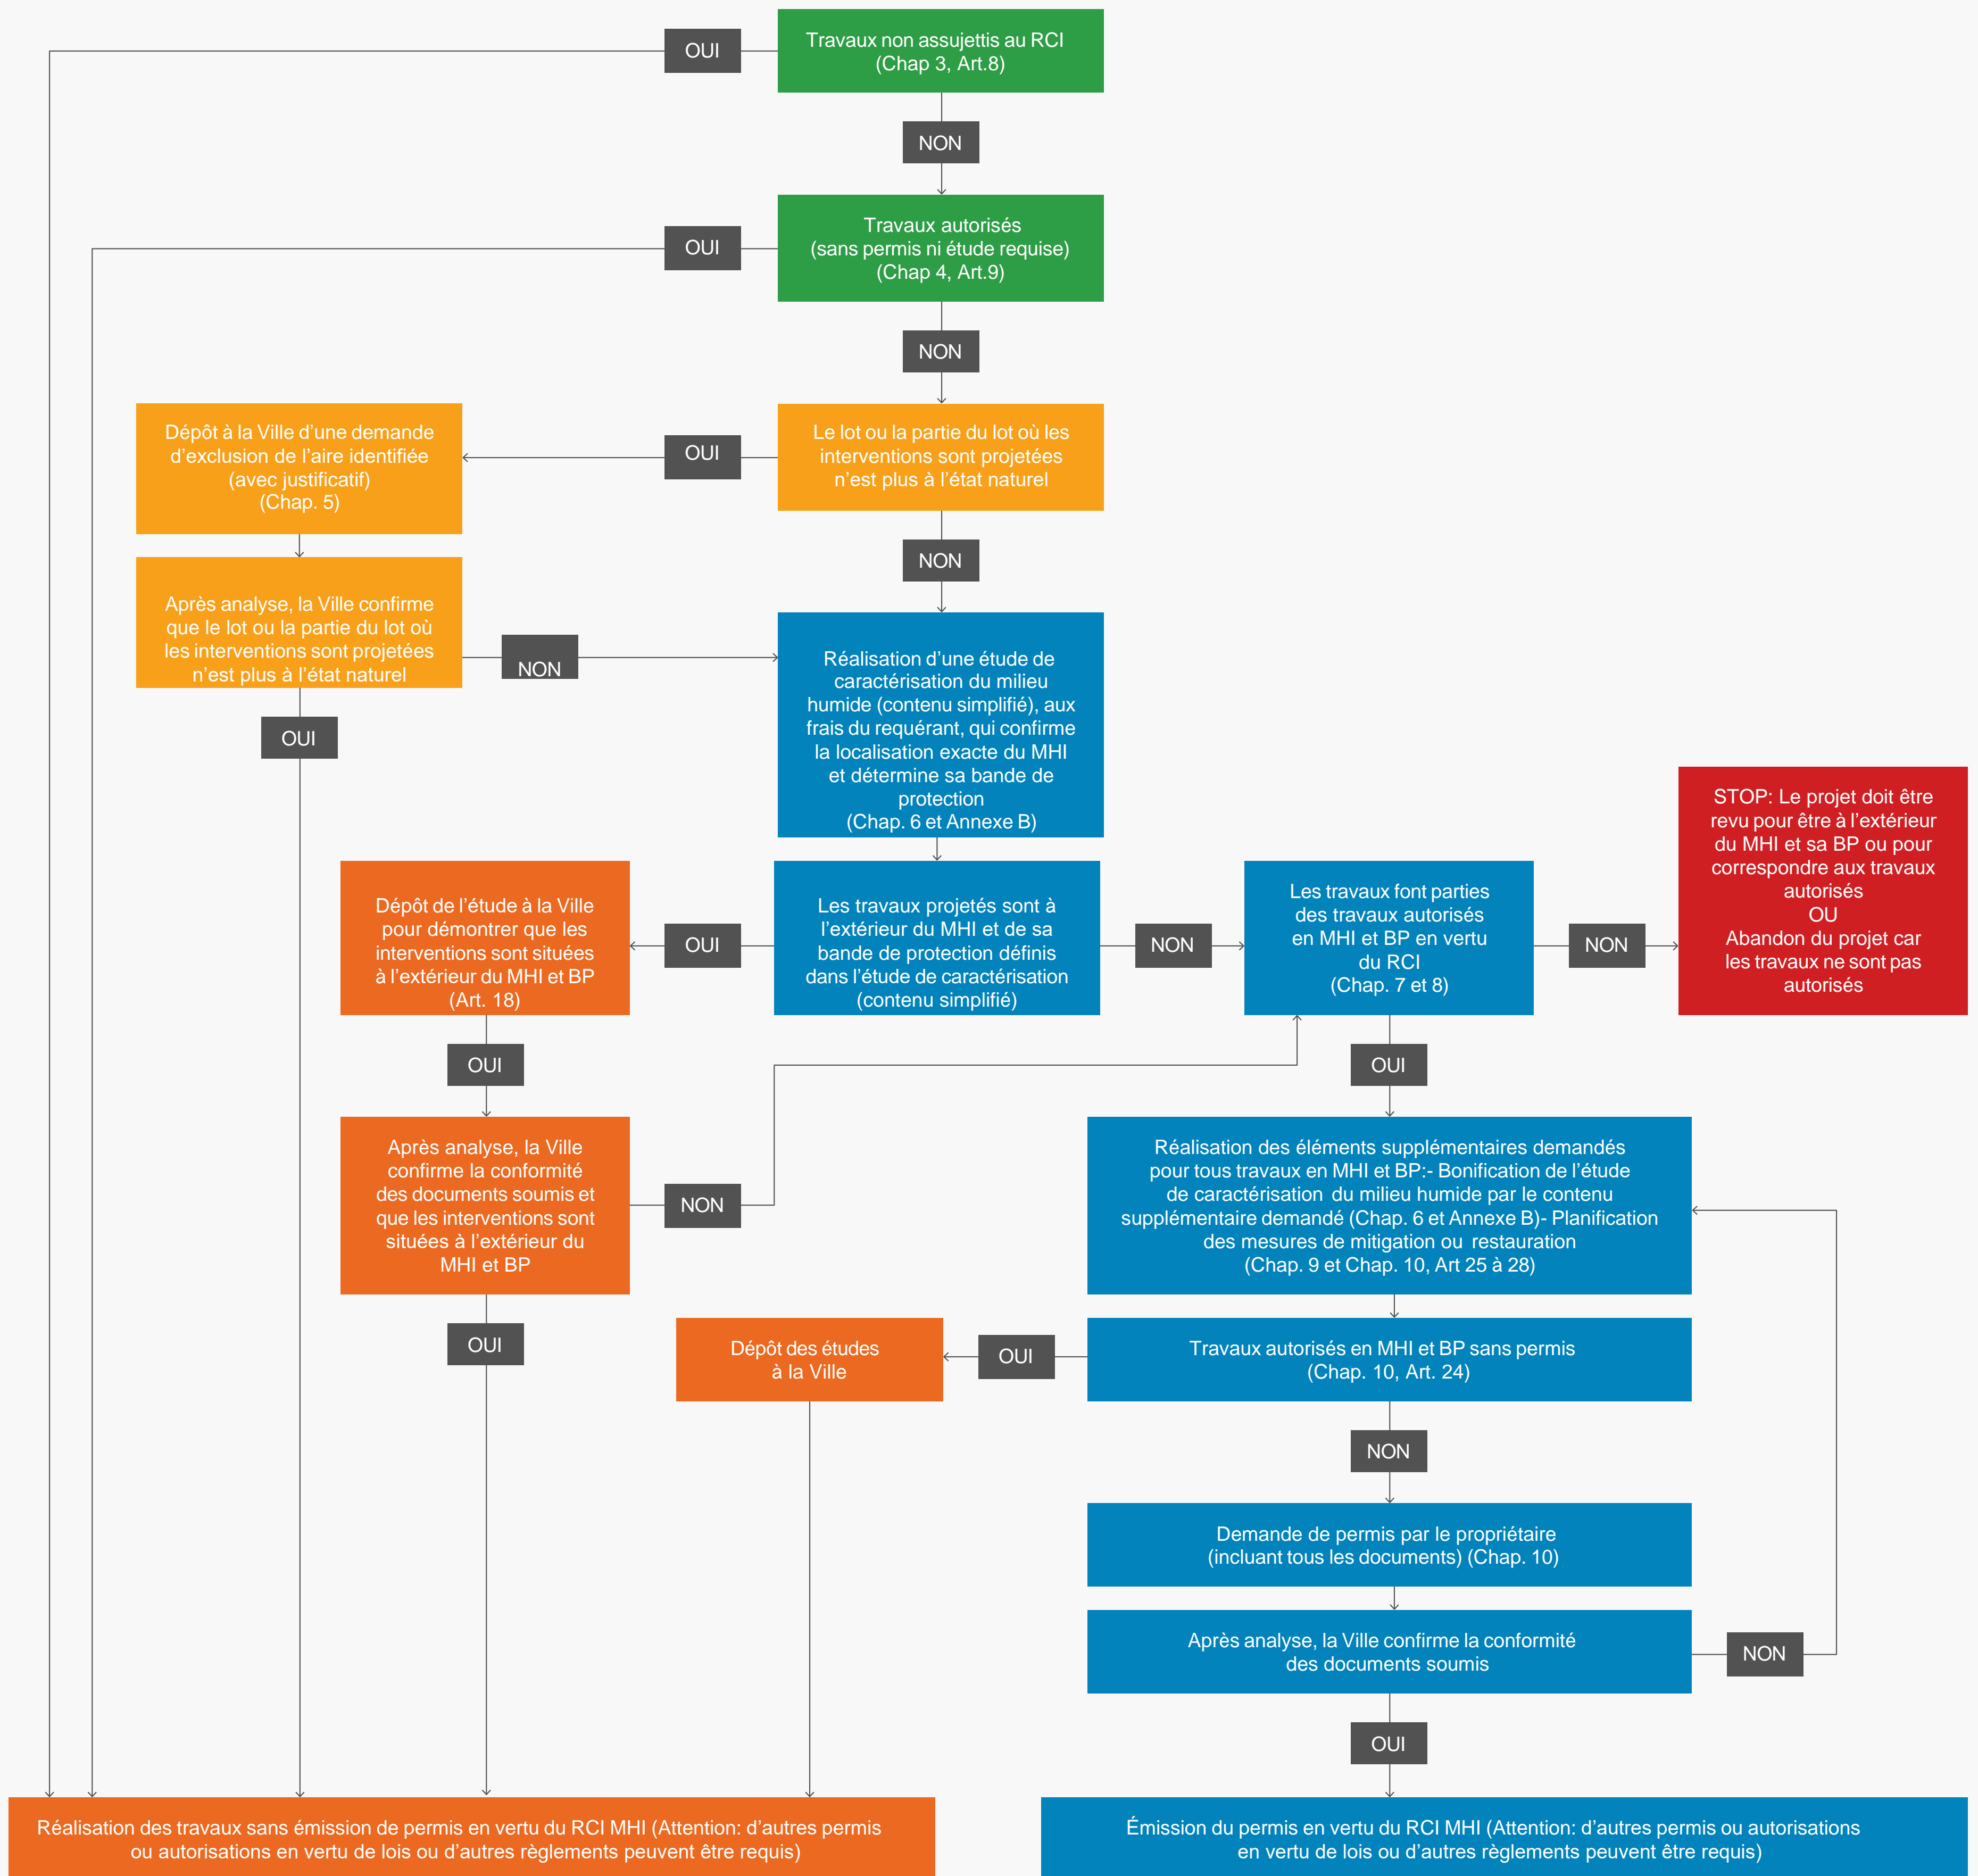 Travaux non assujettis au RCI
(Chap 3, Art.8)
OUI
NON
Travaux autorisés
(sans permis ni étude requise)
(Chap 4, Art.9)
OUI
NON
Le lot ou la partie du lot où les
interventions sont projetées
n’est plus à l’état naturel
OUI
Dépôt à la Ville d’une demande
d’exclusion de l’aire identifiée
(avec justificatif)
(Chap. 5)
NON
Après analyse, la Ville confirme
que le lot ou la partie du lot où
les interventions sont projetées
n’est plus à l’état naturel
NON
OUI
Réalisation d’une étude de
caractérisation du milieu
humide (contenu simplifié), aux
frais du requérant, qui confirme
la localisation exacte du MHI
et détermine sa bande de
protection
(Chap. 6 et Annexe B)
Les travaux projetés sont à
l’extérieur du MHI et de sa
bande de protection définis
dans l’étude de caractérisation
(contenu simplifié)
OUI
Dépôt de l’étude à la Ville
pour démontrer que les
interventions sont situées
à l’extérieur du MHI et BP
(Art. 18)
NON
Les travaux font parties
des travaux autorisés
en MHI et BP en vertu
du RCI
(Chap. 7 et 8)
NON
STOP: Le projet doit être
revu pour être à l’extérieur
du MHI et sa BP ou pour
correspondre aux travaux
autorisés
OU
Abandon du projet car
les travaux ne sont pas
autorisés
OUI
OUI
Après analyse, la Ville
confirme la conformité
des documents soumis et
que les interventions sont
situées à l’extérieur du
MHI et BP
NON
OUI
Réalisation des éléments supplémentaires demandés
pour tous travaux en MHI et BP:- Bonification de l’étude
de caractérisation du milieu humide par le contenu
supplémentaire demandé (Chap. 6 et Annexe B)- Planification
des mesures de mitigation ou restauration
(Chap. 9 et Chap. 10, Art 25 à 28)
Travaux autorisés en MHI et BP sans permis
(Chap. 10, Art. 24)
OUI
Dépôt des études
à la Ville
NON
Demande de permis par le propriétaire
(incluant tous les documents) (Chap. 10)
Après analyse, la Ville confirme la conformité
des documents soumis
NON
OUI
Réalisation des travaux sans émission de permis en vertu du RCI MHI (Attention: d’autres permis
ou autorisations en vertu de lois ou d’autres règlements peuvent être requis)
Émission du permis en vertu du RCI MHI (Attention: d’autres permis ou autorisations
en vertu de lois ou d’autres règlements peuvent être requis)